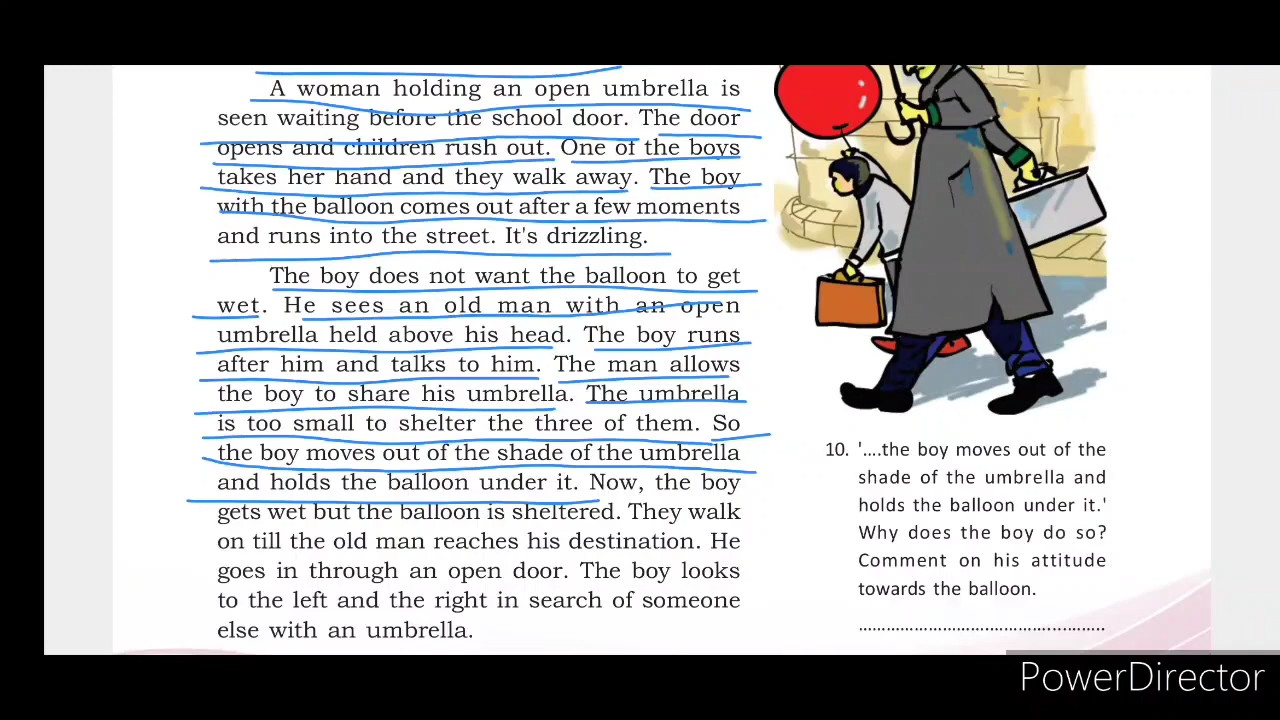 A woman holding an open umbrella is
seen waiting before the school door. The door
opens and children rush out. One of the boys
takes her hand and they walk away. The boy
with the balloon comes out after a few moments
and runs into the street. It's drizzling.
The boy does not want the balloon to get
wet. He sees an old man with an open
umbrella held above his head. The boy runs
after him and talks to him. The man allows
the boy to share his umbrella. The umbrella
is too small to shelter the three of them. So
the boy moves out of the shade of the umbrella
and holds the balloon under it. Now, the boy
gets wet but the balloon is sheltered. They walk
on till the old man reaches his destination. He
goes in through an open door. The boy looks
to the left and the right in search of someone
else with an umbrella.
10. '....the boy moves out of the
shade of the umbrella and
holds the balloon under it.'
Why does the boy do so?
Comment on his attitude
towards the balloon.
............................................
PowerDirector